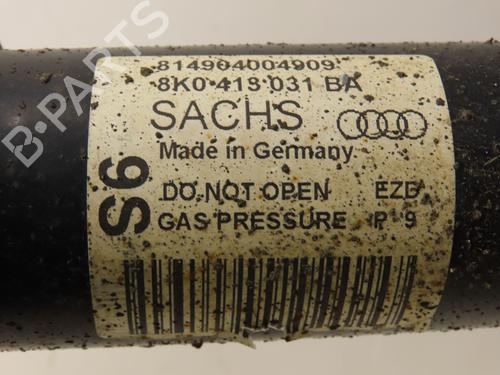 B-PARTS
814904004909
8K0 413 031 BA
SACHS
Made in Germany
S6
DO NOT OPEN EZE
GAS PRESSURE P 9